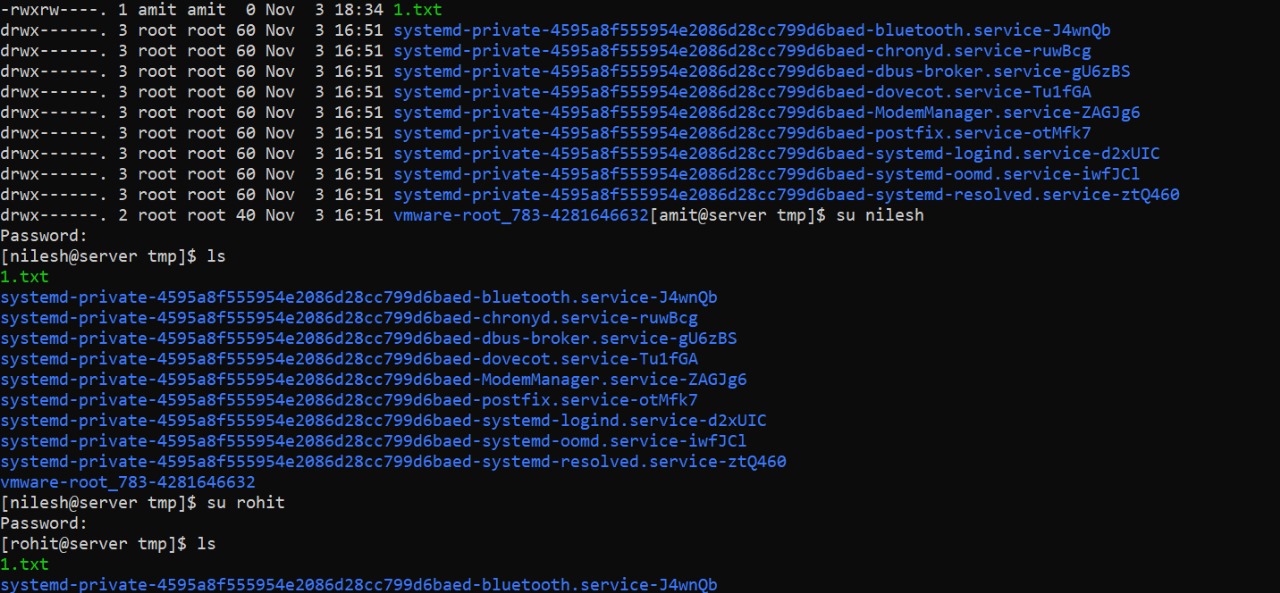 -rwxrw----. 1 amit amit  0 Nov  3 18:34 1.txt
drwx------. 3 root root 60 Nov  3 16:51 systemd-private-4595a8f555954e2086d28cc799d6baed-bluetooth.service-J4wnQb
drwx------. 3 root root 60 Nov  3 16:51 systemd-private-4595a8f555954e2086d28cc799d6baed-chronyd.service-ruwBcg
drwx------. 3 root root 60 Nov  3 16:51 systemd-private-4595a8f555954e2086d28cc799d6baed-dbus-broker.service-gU6zBS
drwx------. 3 root root 60 Nov  3 16:51 systemd-private-4595a8f555954e2086d28cc799d6baed-dovecot.service-Tu1fGA
drwx------. 3 root root 60 Nov  3 16:51 systemd-private-4595a8f555954e2086d28cc799d6baed-ModemManager.service-ZAGJg6
drwx------. 3 root root 60 Nov  3 16:51 systemd-private-4595a8f555954e2086d28cc799d6baed-postfix.service-otMfk7
drwx------. 3 root root 60 Nov  3 16:51 systemd-private-4595a8f555954e2086d28cc799d6baed-systemd-logind.service-d2xUIC
drwx------. 3 root root 60 Nov  3 16:51 systemd-private-4595a8f555954e2086d28cc799d6baed-systemd-oomd.service-iwfJCl
drwx------. 3 root root 60 Nov  3 16:51 systemd-private-4595a8f555954e2086d28cc799d6baed-systemd-resolved.service-ztQ460
drwx------. 2 root root 40 Nov  3 16:51 vmware-root_783-4281646632[amit@server tmp]$ su nilesh
Password:
[nilesh@server tmp]$ ls
1.txt
systemd-private-4595a8f555954e2086d28cc799d6baed-bluetooth.service-J4wnQb
systemd-private-4595a8f555954e2086d28cc799d6baed-chronyd.service-ruwBcg
systemd-private-4595a8f555954e2086d28cc799d6baed-dbus-broker.service-gU6zBS
systemd-private-4595a8f555954e2086d28cc799d6baed-dovecot.service-Tu1fGA
systemd-private-4595a8f555954e2086d28cc799d6baed-ModemManager.service-ZAGJg6
systemd-private-4595a8f555954e2086d28cc799d6baed-postfix.service-otMfk7
systemd-private-4595a8f555954e2086d28cc799d6baed-systemd-logind.service-d2xUIC
systemd-private-4595a8f555954e2086d28cc799d6baed-systemd-oomd.service-iwfJCl
systemd-private-4595a8f555954e2086d28cc799d6baed-systemd-resolved.service-ztQ460
vmware-root_783-4281646632
[nilesh@server tmp]$ su rohit
Password:
[rohit@server tmp]$ ls
1.txt
systemd-private-4595a8f555954e2086d28cc799d6baed-bluetooth.service-J4wnQb